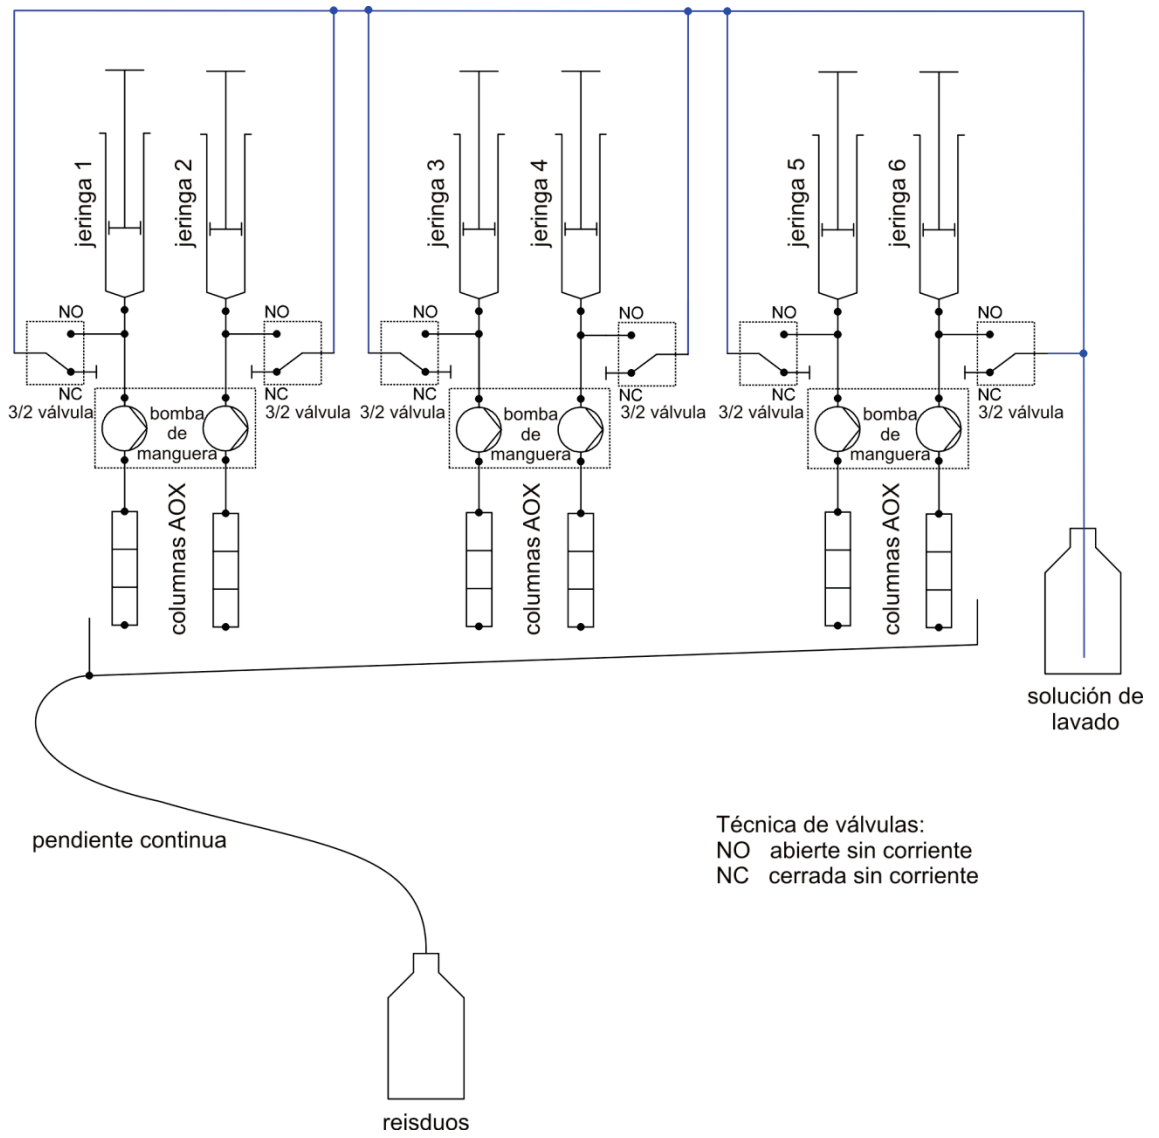 jeringa 1
jeringa 2
jeringa 3
jeringa 4
jeringa 5
jeringa 6
NO
NO
NO
NO
NO
NO
NC
NC
NC
NC
NC
NC
3/2 válvula
3/2 válvula
3/2 válvula
3/2 válvula
3/2 válvula
3/2 válvula
bomba
de
manguera
bomba
de
manguera
bomba
de
manguera
columnas AOX
columnas AOX
columnas AOX
solución de
lavado
pendiente continua
Técnica de válvulas:
NO abierte sin corriente
NC cerrada sin corriente
reisduos